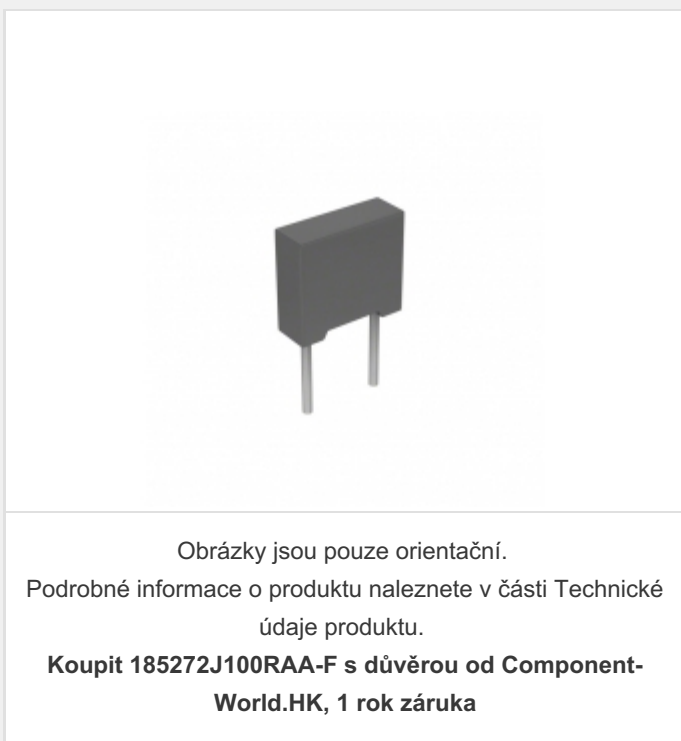 Obrázky jsou pouze orientační.
Podrobné informace o produktu naleznete v části Technické
údaje produktu.
Koupit 185272J100RAA-F s důvěrou od Component-
World.HK, 1 rok záruka